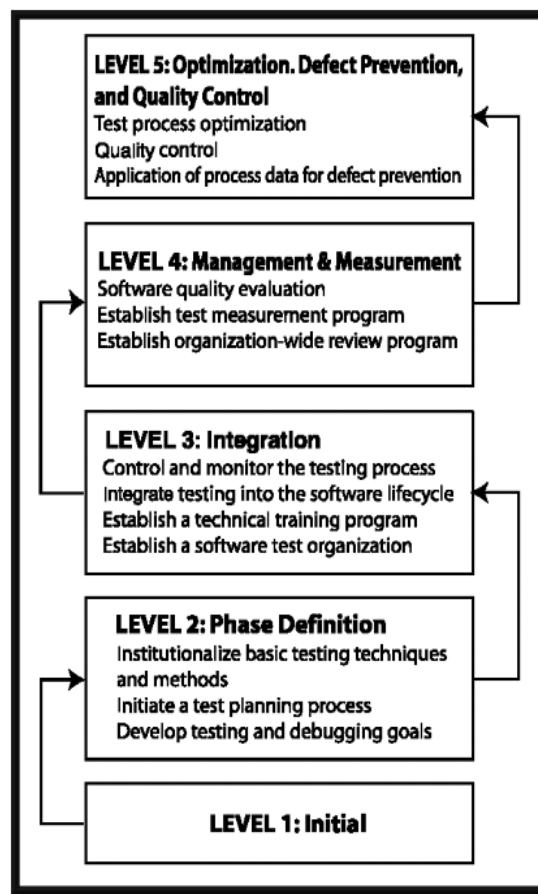 LEVEL 5: Optimization. Defect Prevention,
and Quality Control
Test process optimization
Quality control
Application of process data for defect prevention
LEVEL 4: Management & Measurement
Software quality evaluation
Establish test measurement program
Establish organization-wide review program
LEVEL 3: Integration
Control and monitor the testing process
Integrate testing into the software lifecycle
Establish a technical training program
Establish a software test organization
LEVEL 2: Phase Definition
Institutionalize basic testing techniques
and methods
Initiate a test planning process
Develop testing and debugging goals
LEVEL 1: Initial